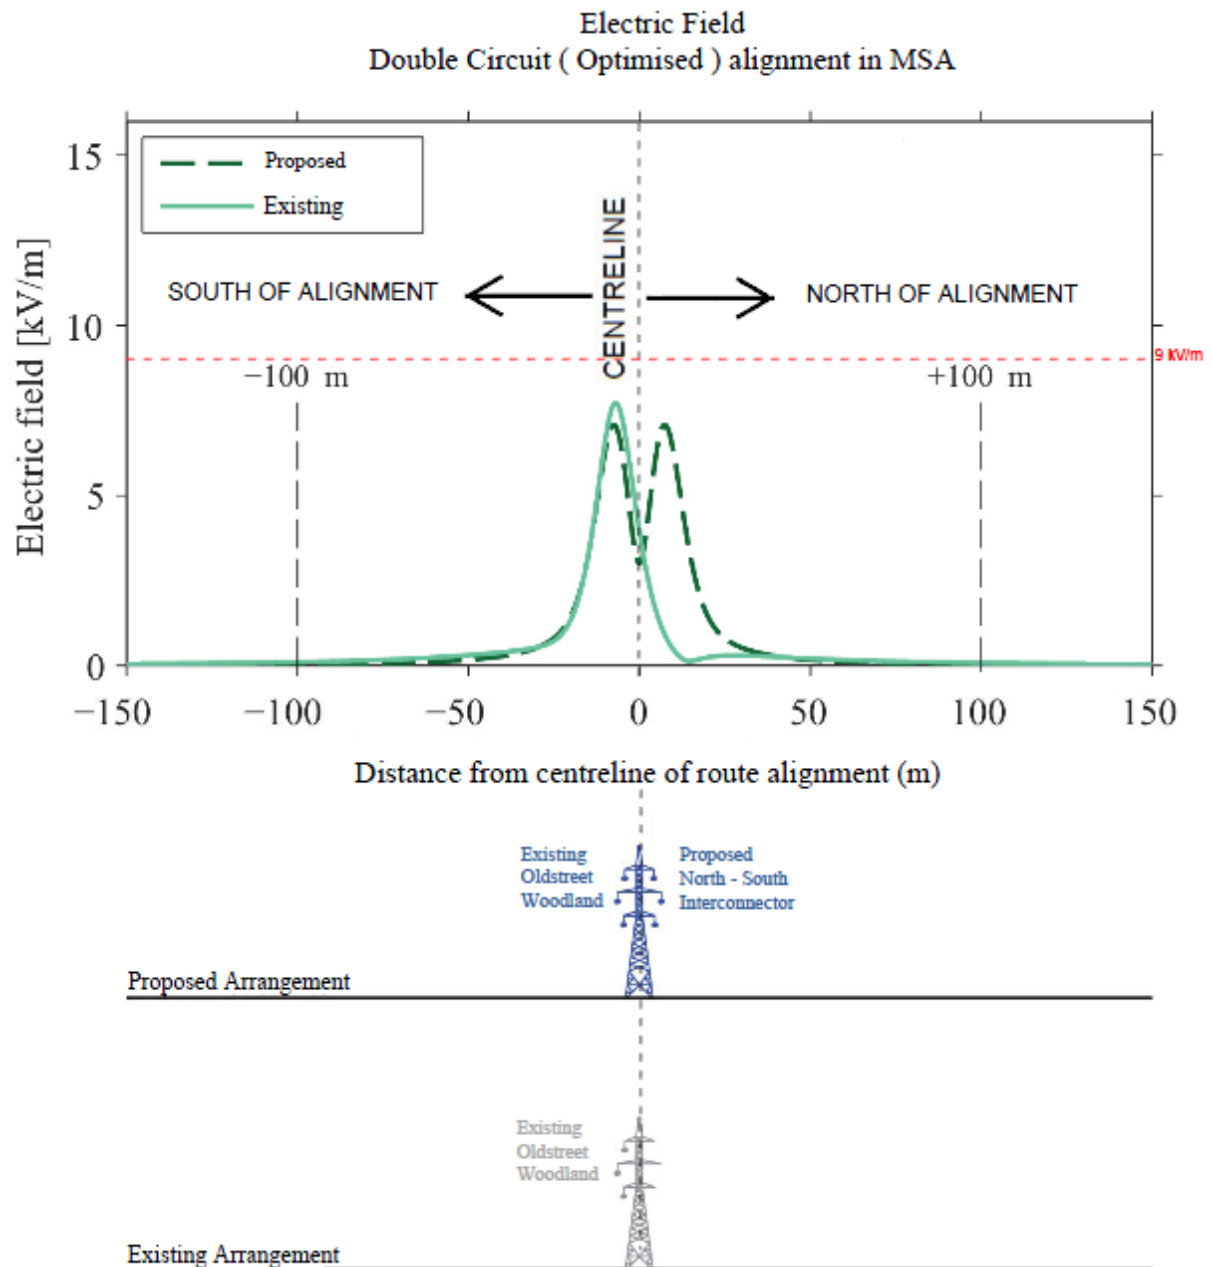 Electric Field
Double Circuit ( Optimised ) alignment in MSA
15
10
5
0
Electric field [kV/m]
Proposed
Existing
CENTRELINE
SOUTH OF ALIGNMENT
NORTH OF ALIGNMENT
9 kV/m
−100 m
+100 m
−150
−100
−50
0
50
100
150
Distance from centreline of route alignment (m)
Existing
Oldstreet
Woodland
Proposed
North - South
Interconnector
Proposed Arrangement
Existing
Oldstreet
Woodland
Existing Arrangement